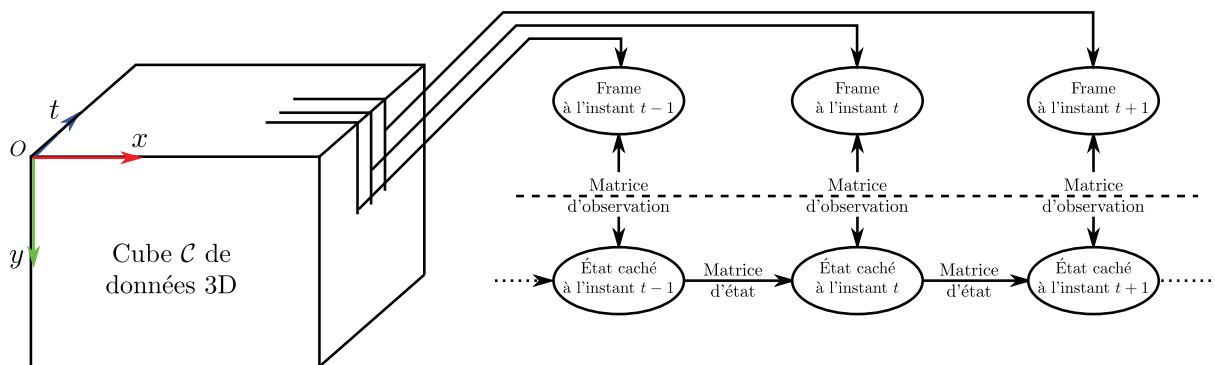 O
t
x
y
Cube C de
données 3D
Frame
à l'instant t − 1
Frame
à l'instant t
Frame
à l'instant t + 1
Matrice
d'observation
Matrice
d'observation
Matrice
d'observation
État caché
à l'instant t − 1
Matrice
d'état
État caché
à l'instant t
Matrice
d'état
État caché
à l'instant t + 1